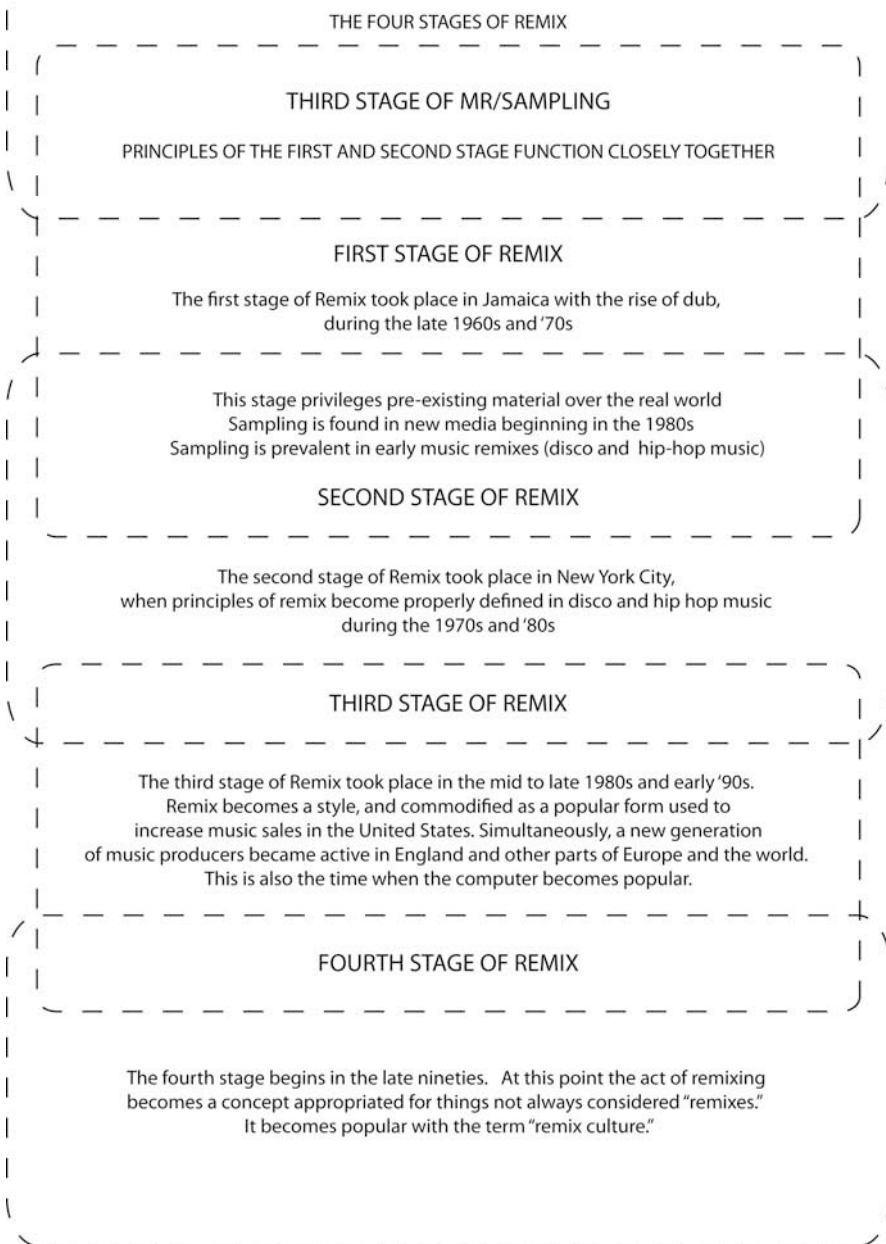 THE FOUR STAGES OF REMIX
THIRD STAGE OF MR/SAMPLING
PRINCIPLES OF THE FIRST AND SECOND STAGE FUNCTION CLOSELY TOGETHER
FIRST STAGE OF REMIX
The first stage of Remix took place in Jamaica with the rise of dub,
during the late 1960s and ‘70s
This stage privileges pre-existing material over the real world
Sampling is found in new media beginning in the 1980s
Sampling is prevalent in early music remixes (disco and hip-hop music)
SECOND STAGE OF REMIX
The second stage of Remix took place in New York City,
when principles of remix become properly defined in disco and hip hop music
during the 1970s and ‘80s
THIRD STAGE OF REMIX
The third stage of Remix took place in the mid to late 1980s and early ‘90s.
Remix becomes a style, and commodified as a popular form used to
increase music sales in the United States. Simultaneously, a new generation
of music producers became active in England and other parts of Europe and the world.
This is also the time when the computer becomes popular.
FOURTH STAGE OF REMIX
The fourth stage begins in the late nineties. At this point the act of remixing
becomes a concept appropriated for things not always considered “remixes.”
It becomes popular with the term “remix culture.”